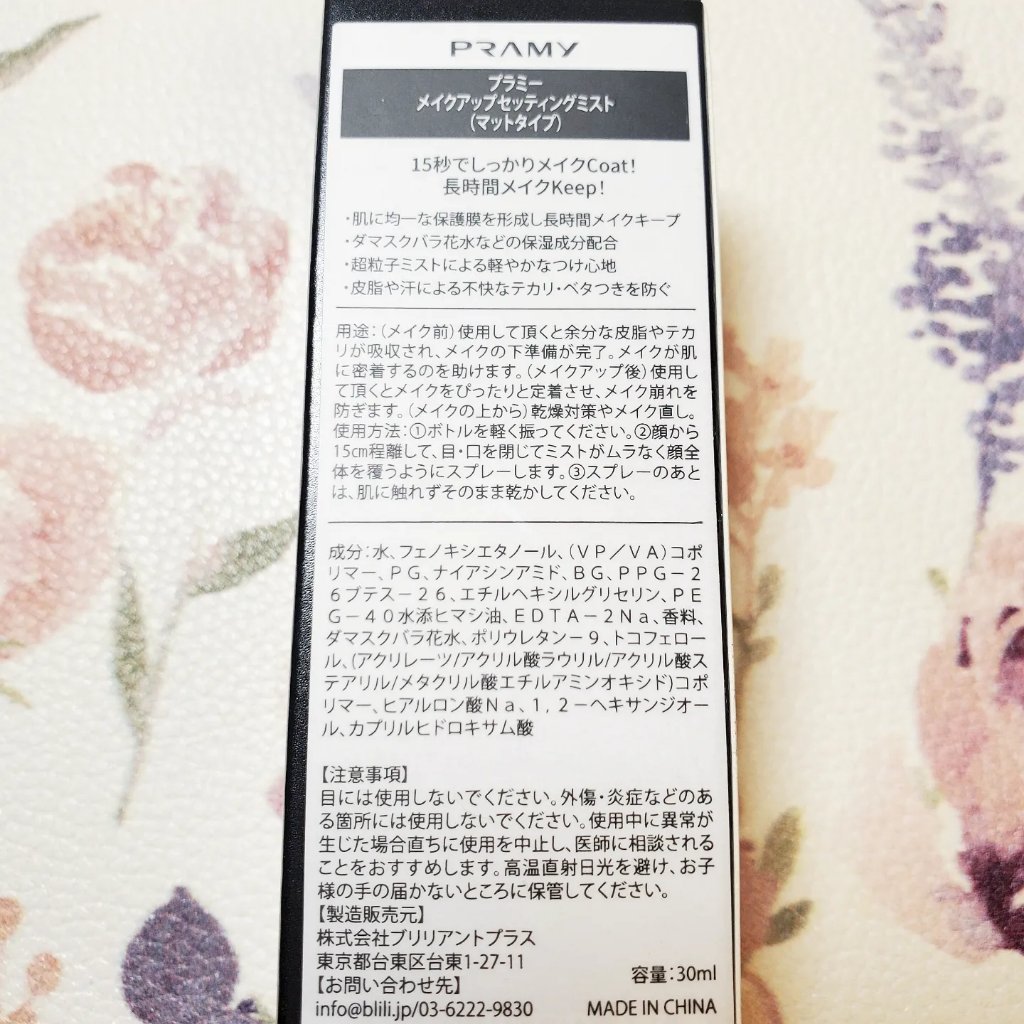 PRAMY
プラミー
メイクアップセッティングミスト
(マットタイプ)
15秒でしっかりメイクCoat!
長時間メイクKeep!
・肌に均一な保護膜を形成し長時間メイクキープ
・ダマスクバラ花水などの保湿成分配合
・超粒子ミストによる軽やかなつけ心地
・皮脂や汗による不快なテカリ・ベタつきを防ぐ
用途:(メイク前)使用して頂くと余分な皮脂やテカ
リが吸収され、メイクの下準備が完了。メイクが肌
に密着するのを助けます。(メイクアップ後)使用し
て頂くとメイクをぴったりと定着させ、メイク崩れを
防ぎます。(メイクの上から)乾燥対策やメイク直し。
使用方法:①ボトルを軽く振ってください。②顔から
15㎝程離して、目・口を閉じてミストがムラなく顔全
体を覆うようにスプレーします。③スプレーのあと
は、肌に触れずそのまま乾かしてください。
成分:水、フェノキシエタノール、(VP/VA)コポ
リマー、PG、ナイアシンアミド、BG、PPG-2
6ブテス-26、エチルヘキシルグリセリン、PE
G-40水添ヒマシ油、EDTA-2Na、香料、
ダマスクバラ花水、ポリウレタン-9、トコフェロー
ル、(アクリレーツ/アクリル酸ラウリル/アクリル酸ス
テアリル/メタクリル酸エチルアミンオキシド)コポ
リマー、ヒアルロン酸Na、1,2-ヘキサンジオー
ル、カプリルヒドロキサム酸
【注意事項】
目には使用しないでください。外傷・炎症などのあ
る箇所には使用しないでください。使用中に異常が
生じた場合直ちに使用を中止し、医師に相談される
ことをおすすめします。高温直射日光を避け、お子
様の手の届かないところに保管してください。
【製造販売元】
株式会社ブリリアントプラス
東京都台東区台東1-27-11
【お問い合わせ先】
容量:30ml
info@blili.jp/03-6222-9830
MADE IN CHINA